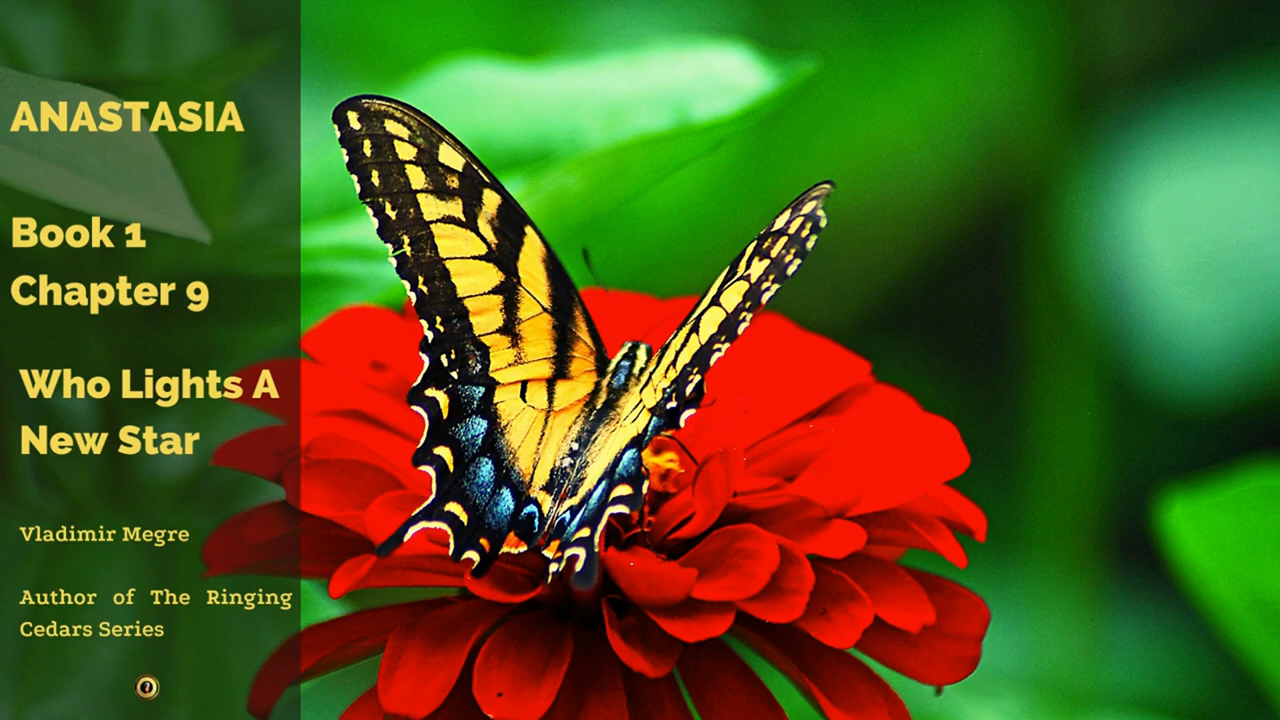 ANASTASIA
Book 1
Chapter 9
Who Lights A
New Star
Vladimir Megre
Author of The Ringing
Cedars Series